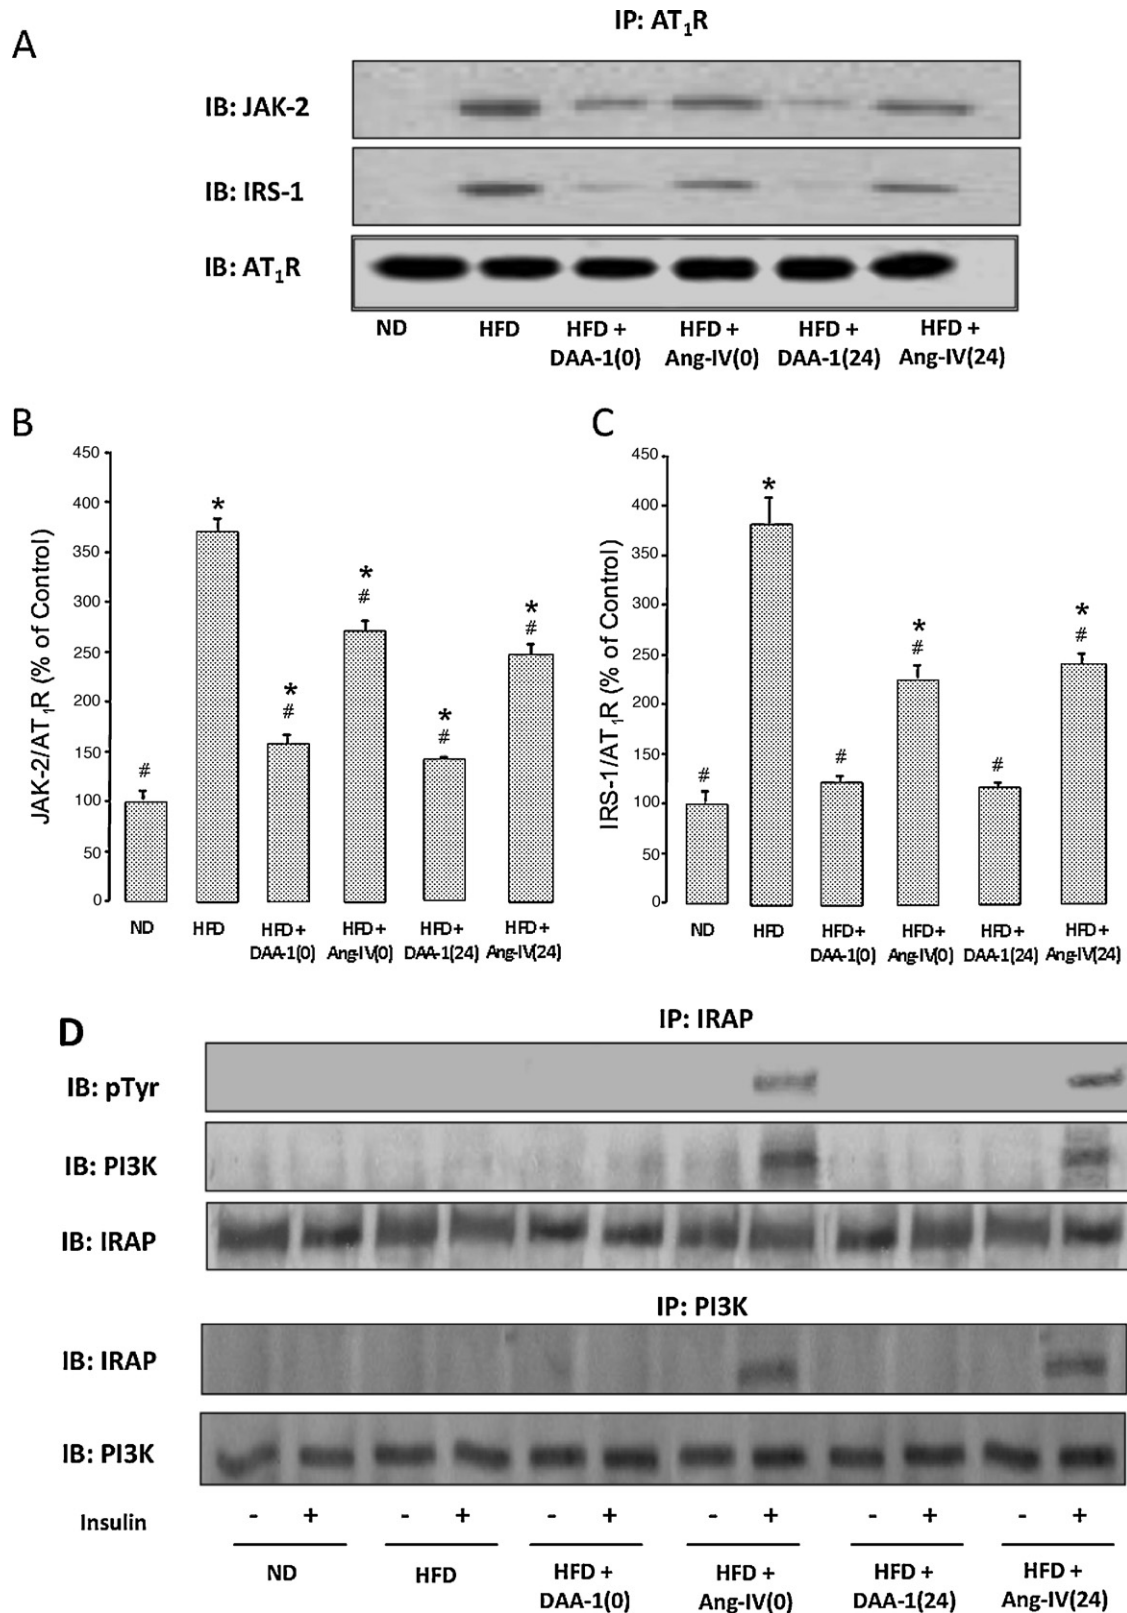 A
IP: AT₁R
IB: JAK-2
IB: IRS-1
IB: AT₁R
ND HFD HFD + HFD + HFD + HFD +
DAA-1(0) Ang-IV(0) DAA-1(24) Ang-IV(24)
B
JAK-2/AT₁R (% of Control)
450
400
350
300
250
200
150
100
50
0
#
*
*
#
*
#
*
#
*
#
ND HFD HFD + HFD + HFD + HFD +
DAA-1(0) Ang-IV(0) DAA-1(24) Ang-IV(24)
C
IRS-1/AT₁R (% of Control)
450
400
350
300
250
200
150
100
50
0
#
*
#
*
#
#
*
#
ND HFD HFD + HFD + HFD + HFD +
DAA-1(0) Ang-IV(0) DAA-1(24) Ang-IV(24)
D
IP: IRAP
IB: pTyr
IB: PI3K
IB: IRAP
IP: PI3K
IB: IRAP
IB: PI3K
Insulin - + - + - + - + - + - +
ND HFD HFD + HFD + HFD + HFD +
DAA-1(0) Ang-IV(0) DAA-1(24) Ang-IV(24)